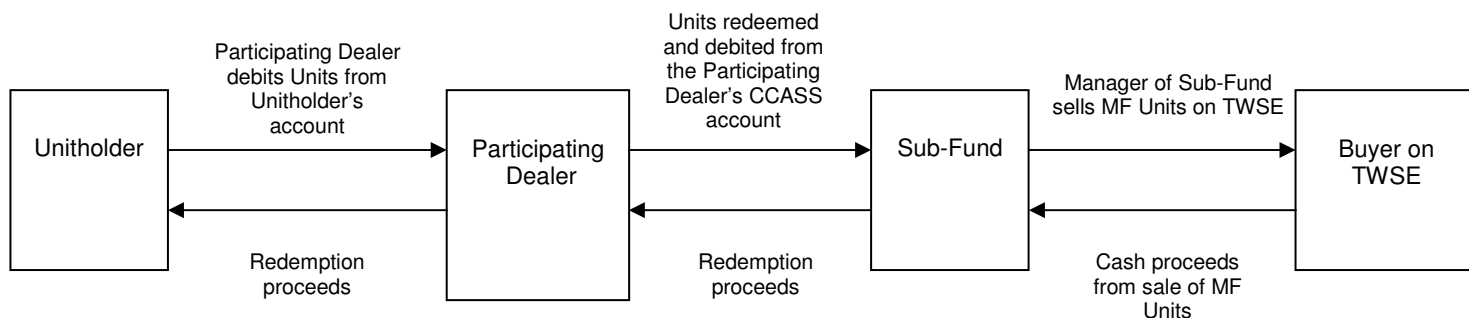 Participating Dealer
debits Units from
Unitholder's
account
Units redeemed
and debited from
the Participating
Dealer's CCASS
account
Manager of Sub-Fund
sells MF Units on TWSE
Unitholder
Participating
Dealer
Sub-Fund
Buyer on
TWSE
Redemption
proceeds
Redemption
proceeds
Cash proceeds
from sale of MF
Units